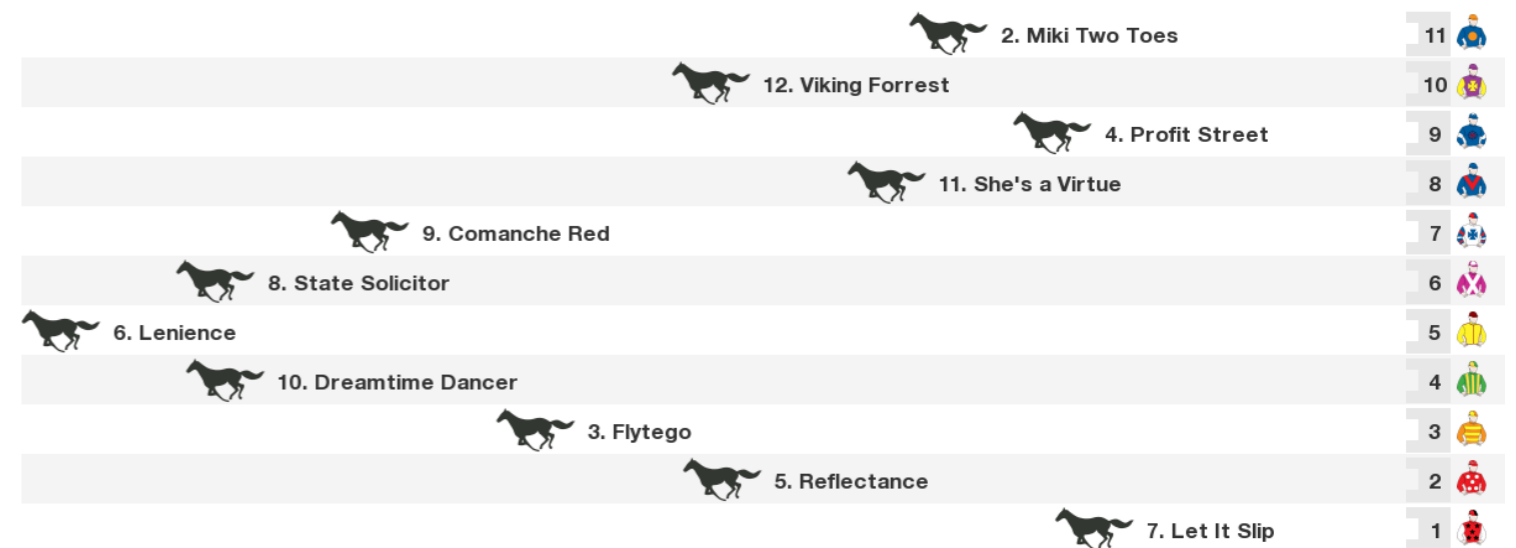 2. Miki Two Toes 11
12. Viking Forrest 10
4. Profit Street 9
11. She's a Virtue 8
9. Comanche Red 7
8. State Solicitor 6
6. Lenience 5
10. Dreamtime Dancer 4
3. Flytego 3
5. Reflectance 2
7. Let It Slip 1